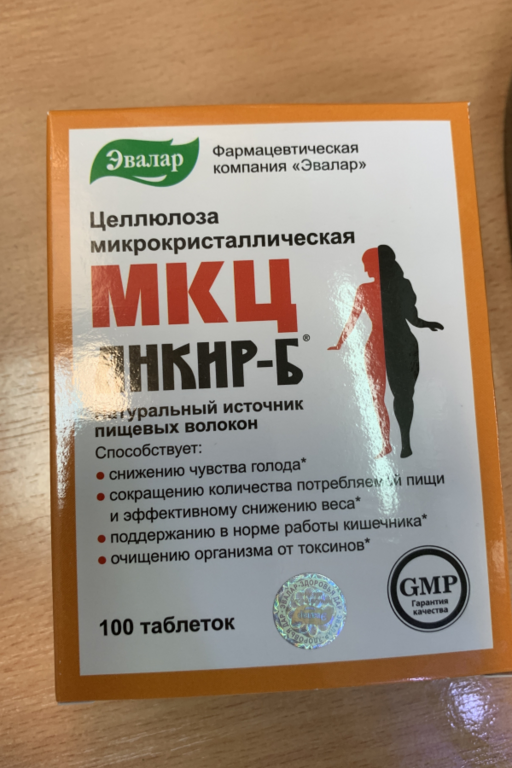 Эвалар
Фармацевтическая
компания «Эвалар»
Целлюлоза
микрокристаллическая
МКЦ
АНКИР-Б®
натуральный источник
пищевых волокон
Способствует:
• снижению чувства голода*
• сокращению количества потребляемой пищи
и эффективному снижению веса*
• поддержанию в норме работы кишечника*
• очищению организма от токсинов*
100 таблеток
GMP
Гарантия
качества